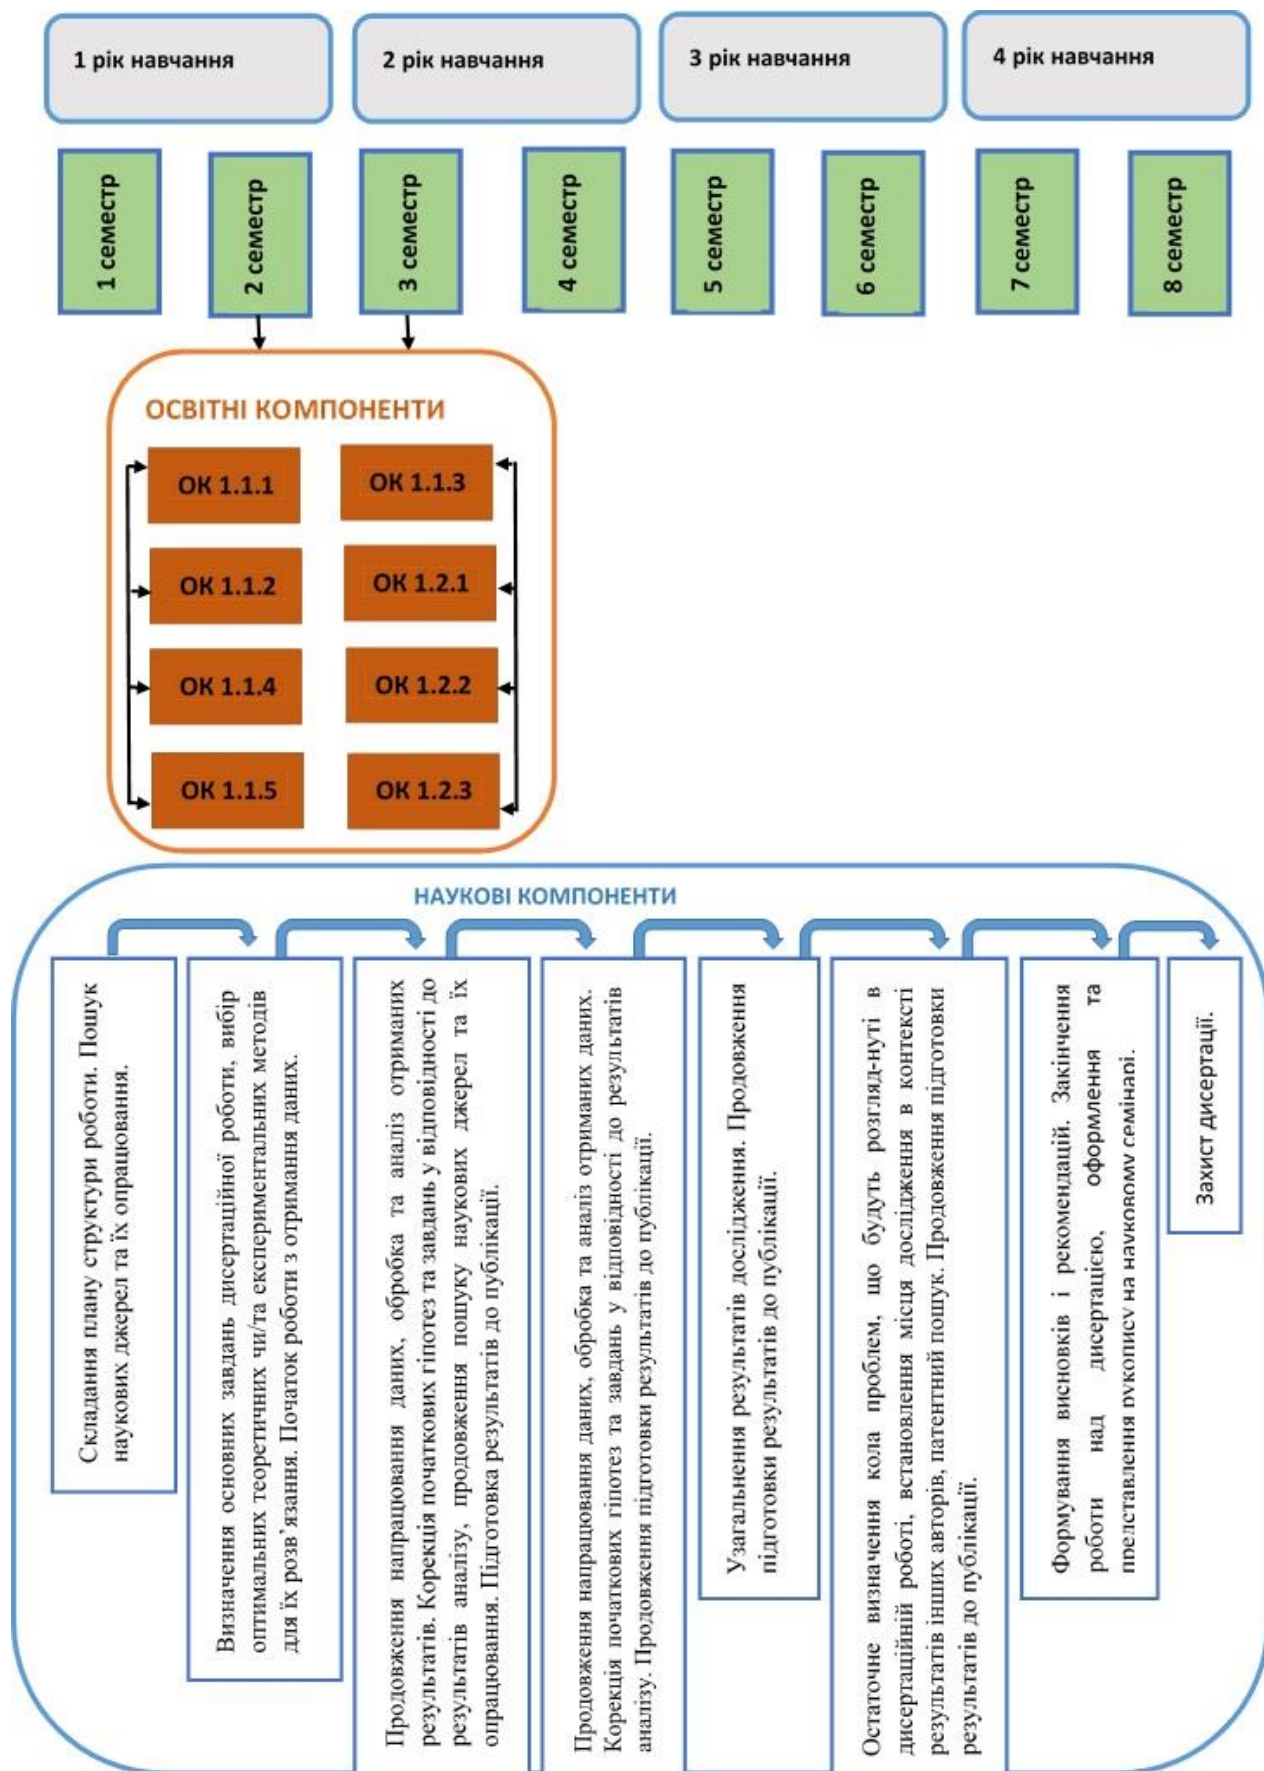 1 рік навчання
2 рік навчання
3 рік навчання
4 рік навчання
1 семестр
2 семестр
3 семестр
4 семестр
5 семестр
6 семестр
7 семестр
8 семестр
ОСВІТНІ КОМПОНЕНТИ
ОК 1.1.1
ОК 1.1.3
ОК 1.1.2
ОК 1.2.1
ОК 1.1.4
ОК 1.2.2
ОК 1.1.5
ОК 1.2.3
НАУКОВІ КОМПОНЕНТИ
Складання плану структури роботи. Пошук
наукових джерел та їх опрацювання.
Визначення основних завдань дисертаційної роботи, вибір
оптимальних теоретичних чи/та експериментальних методів
для їх розв’язання. Початок роботи з отримання даних.
Продовження напрацювання даних, обробка та аналіз отриманих
результатів. Корекція початкових гіпотез та завдань у відповідності до
результатів аналізу, продовження пошуку наукових джерел та їх
опрацювання. Підготовка результатів до публікації.
Продовження напрацювання даних, обробка та аналіз отриманих даних.
Корекція початкових гіпотез та завдань у відповідності до результатів
аналізу. Продовження підготовки результатів до публікації.
Узагальнення результатів дослідження. Продовження
підготовки результатів до публікації.
Остаточне визначення кола проблем, що будуть розгляд-нуті в
дисертаційній роботі, встановлення місця дослідження в контексті
результатів інших авторів, патентний пошук. Продовження підготовки
результатів до публікації.
Формування висновків і рекомендацій. Закінчення
роботи над дисертацією, оформлення та
представлення рукопису на науковому семінарі.
Захист дисертації.